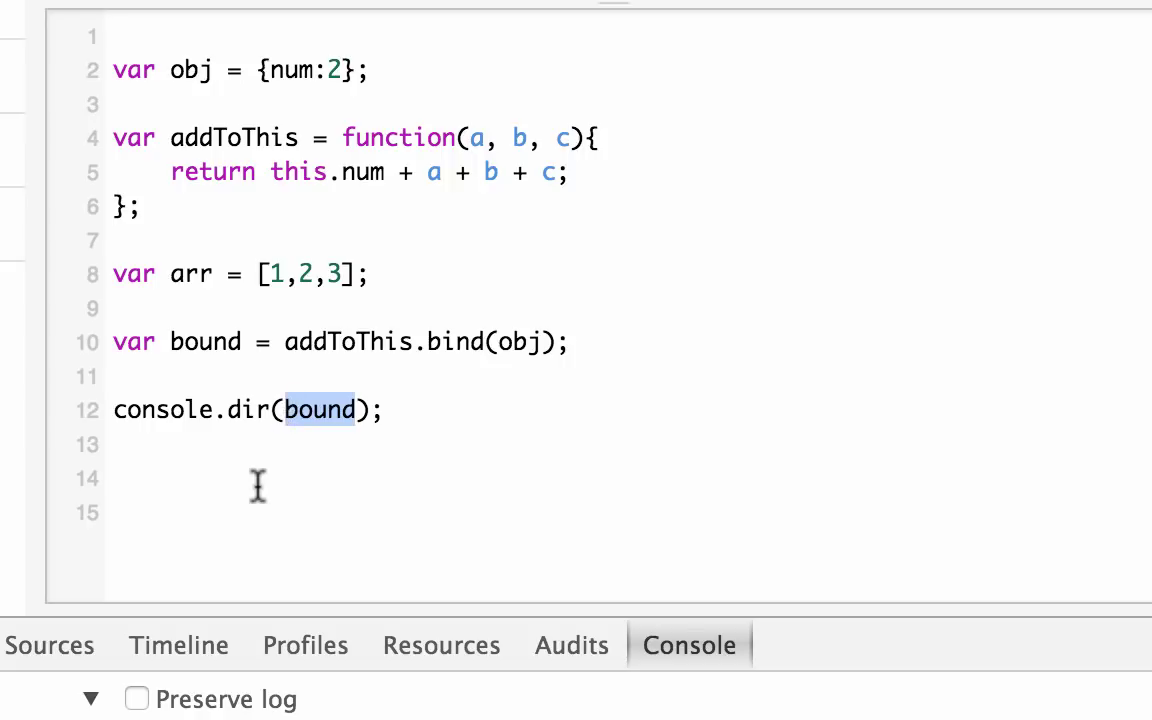 1
2 var obj = {num:2};
3
4 var addToThis = function(a, b, c){
5     return this.num + a + b + c;
6 };
7
8 var arr = [1,2,3];
9
10 var bound = addToThis.bind(obj);
11
12 console.dir(bound);
13
14
15
Sources Timeline Profiles Resources Audits Console
Preserve log